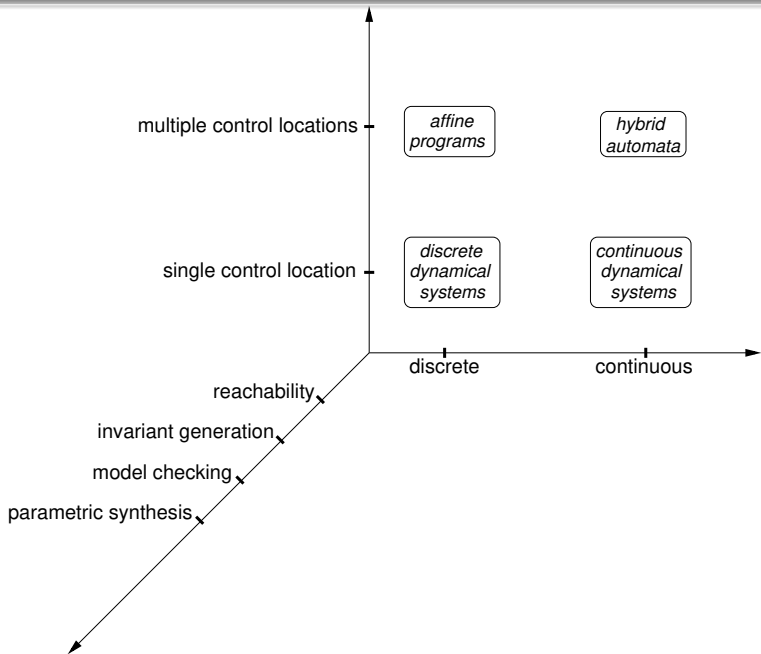 multiple control locations
affine
programs
hybrid
automata
single control location
discrete
dynamical
systems
continuous
dynamical
systems
discrete
continuous
reachability
invariant generation
model checking
parametric synthesis